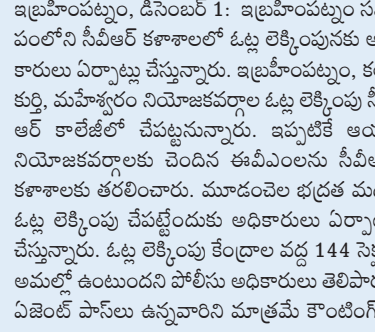 ఇబ్రహీంపట్నం, డిసెంబర్ 1: ఇబ్రహీంపట్నం
పంలోని సీవీఆర్ కళాశాలలో ఓట్ల లెక్కింపునకు
కారులు ఏర్పాట్లు చేస్తున్నారు. ఇబ్రహీంపట్నం,
కుర్తి, మహేశ్వరం నియోజకవర్గాల ఓట్ల లెక్కింపు
ఆర్ కాలేజీలో చేపట్టనున్నారు. ఇప్పటికే
నియోజకవర్గాలకు చెందిన ఈవీఎంలను
కళాశాలకు తరలించారు. మూడంచెల భద్రత
ఓట్ల లెక్కింపు చేపట్టేందుకు అధికారులు
చేస్తున్నారు. ఓట్ల లెక్కింపు కేంద్రాల వద్ద 144
అమల్లో ఉంటుందని పోలీసు అధికారులు
ఏజెంట్ పాస్‌లు ఉన్నవారిని మాత్రమే కౌంటింగ్